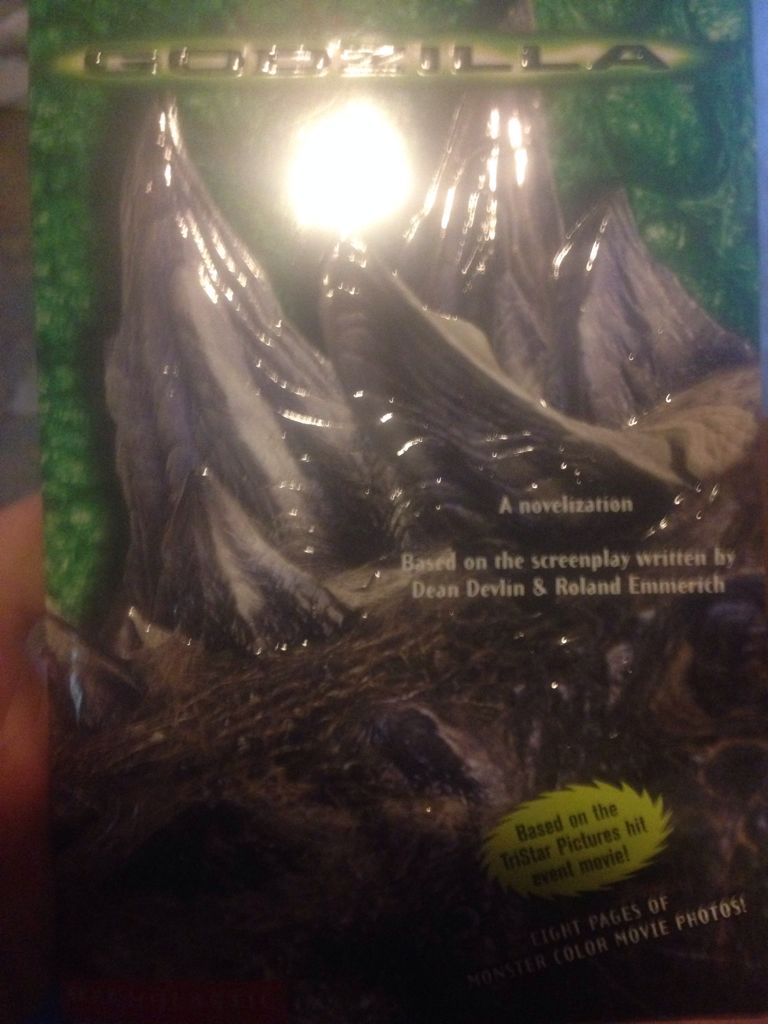 GODZILLA
A novelization
Based on the screenplay written by
Dean Devlin & Roland Emmerich
Based on the
TriStar Pictures hit
event movie!
EIGHT PAGES OF
MONSTER COLOR MOVIE PHOTOS!
SCHOLASTIC